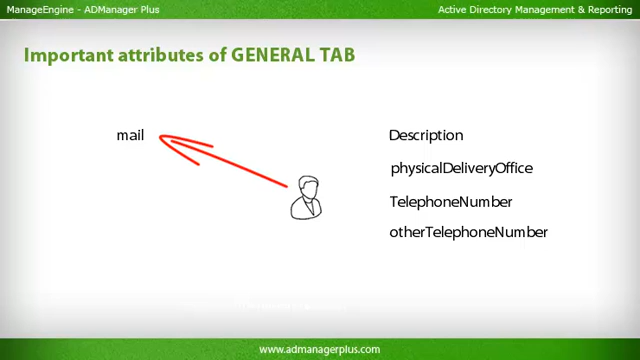 ManageEngine - ADManager Plus
Active Directory Management & Reporting
Important attributes of GENERAL TAB
mail
Description
physicalDeliveryOffice
TelephoneNumber
otherTelephoneNumber
www.admanagerplus.com